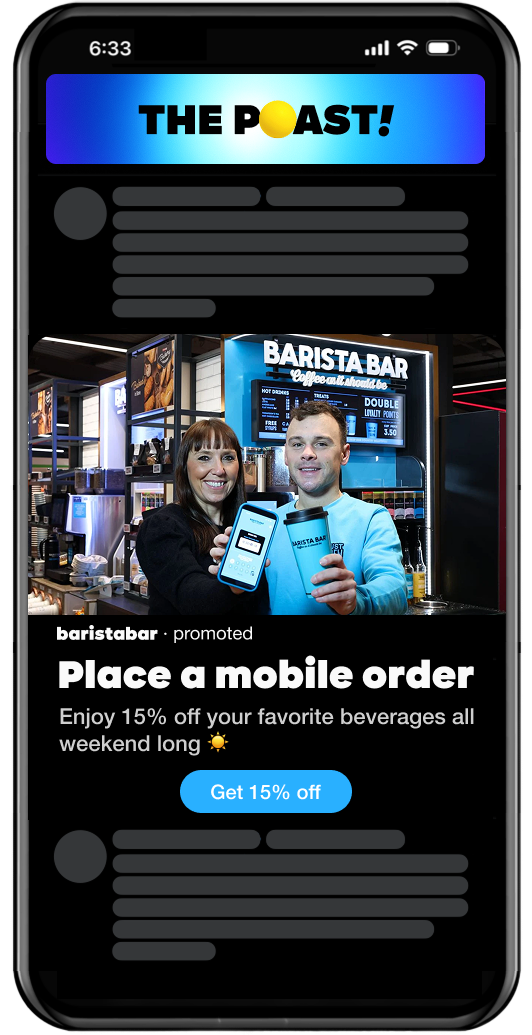 6:33
THE POAST!
BARISTA BAR
Coffee as it should be
HOT DRINKS
TREATS
DOUBLE
LOYALTY POINTS
FREE
SYRUPS
3.50
BARISTA BAR
baristabar · promoted
Place a mobile order
Enjoy 15% off your favorite beverages all
weekend long ☀️
Get 15% off